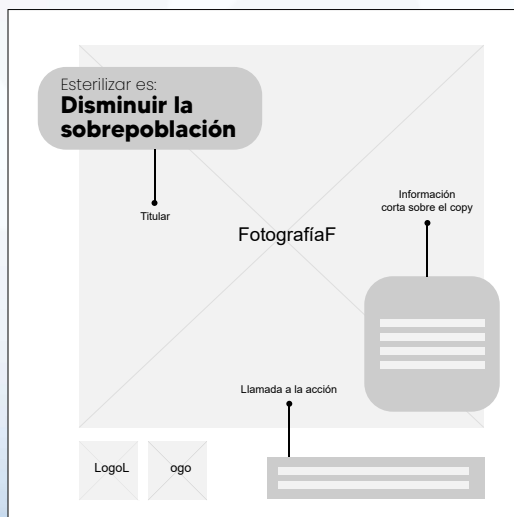 Esterilizar es:
Disminuir la
sobrepoblación
Titular
Información
corta sobre el copy
FotografíaF
Llamada a la acción
LogoL ogo